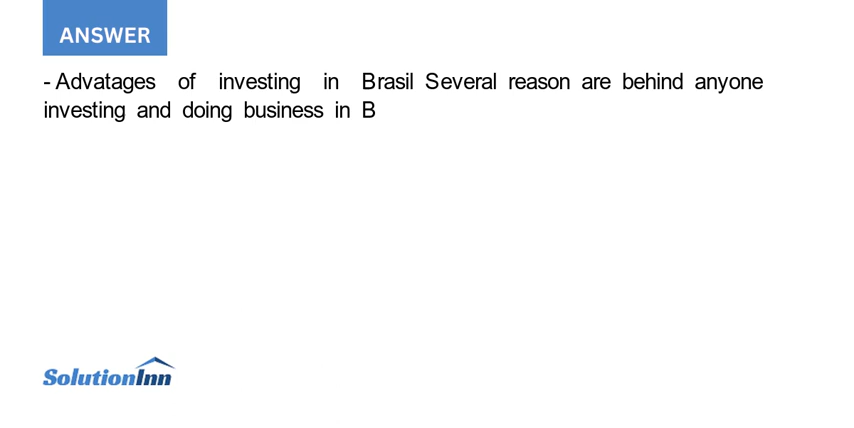 ANSWER
- Advatages of investing in Brasil Several reason are behind anyone
investing and doing business in B
SolutionInn